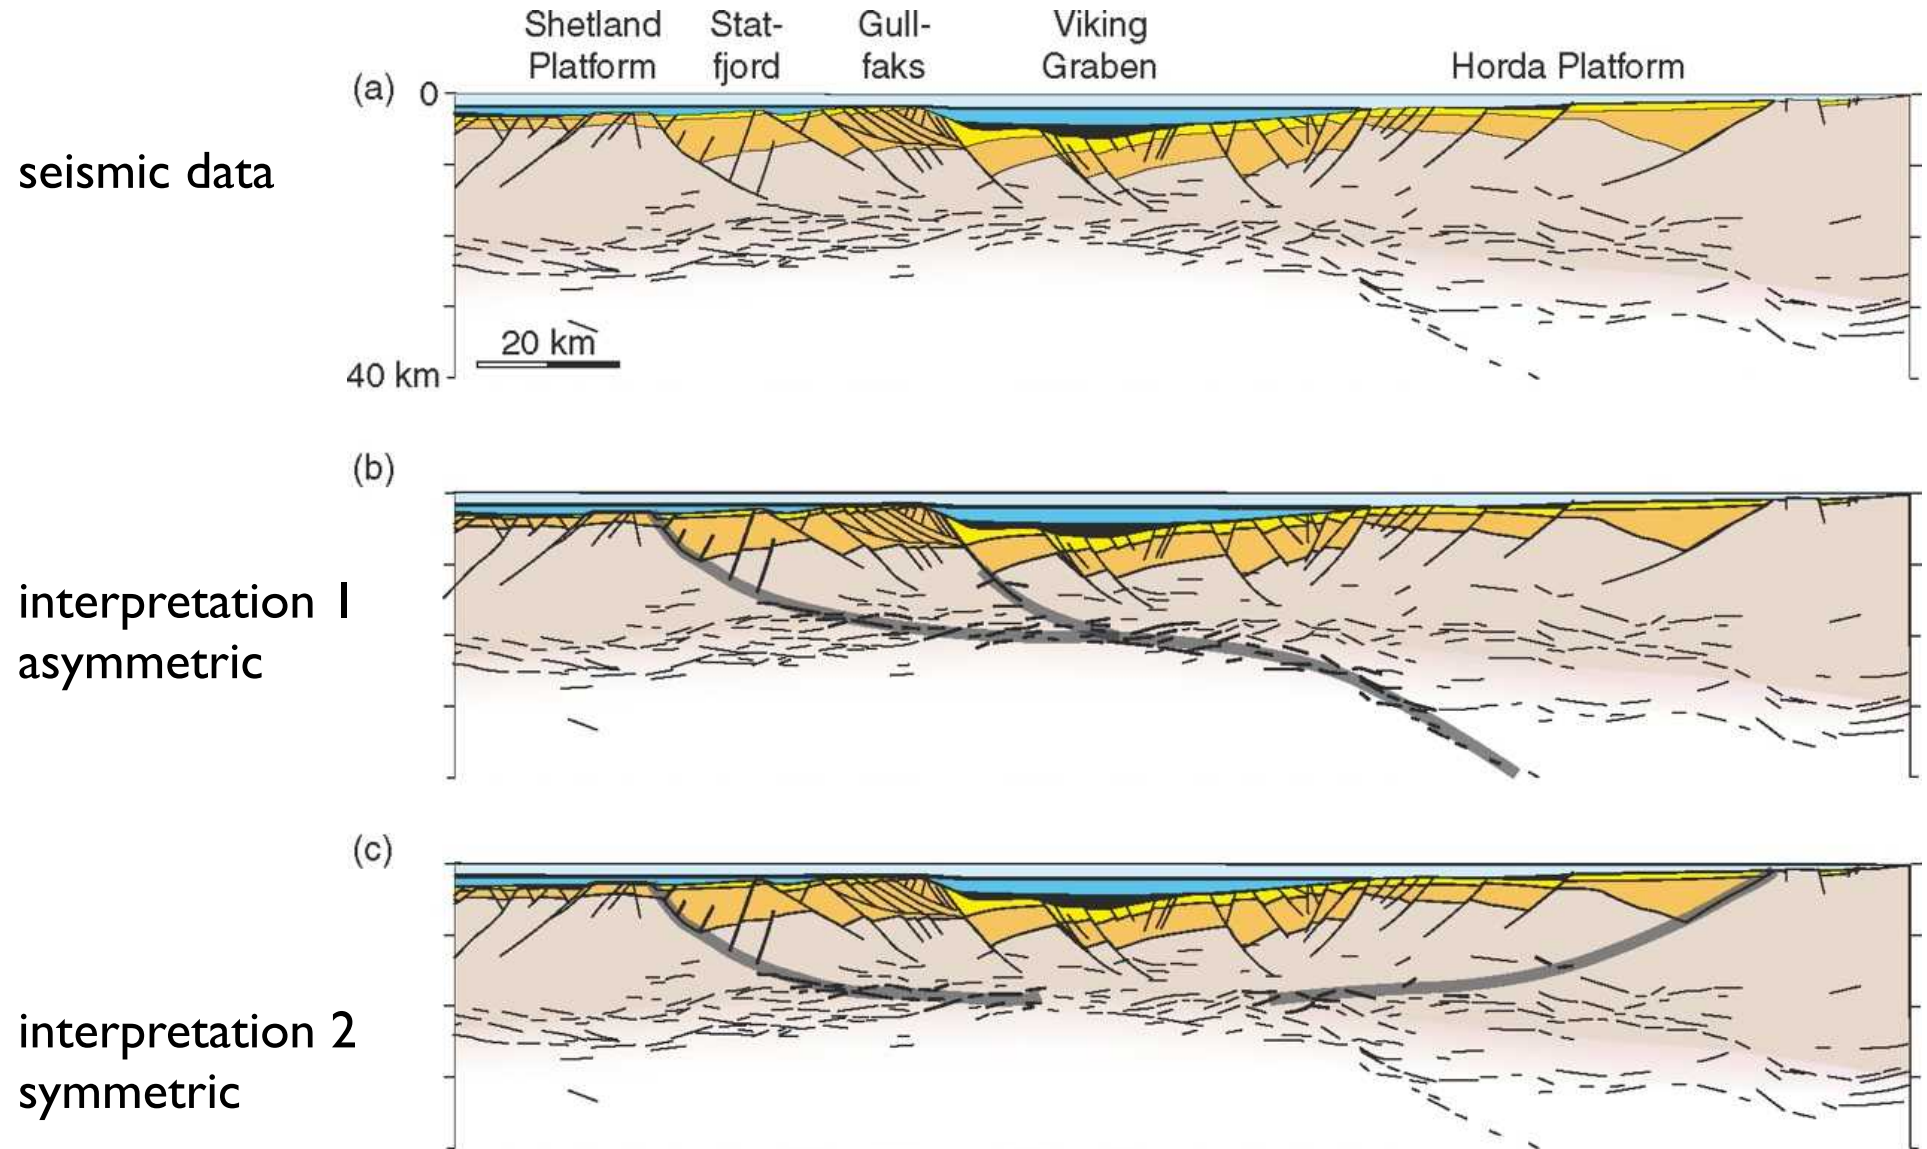 Shetland Platform
Stat-
fjord
Gull-
faks
Viking
Graben
Horda Platform
(a)
0
seismic data
20 km
40 km
(b)
interpretation 1
asymmetric
(c)
interpretation 2
symmetric